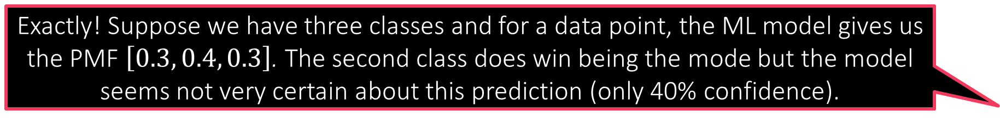 Exactly! Suppose we have three classes and for a data point, the ML model gives us
the PMF [0.3, 0.4, 0.3]. The second class does win being the mode but the model
seems not very certain about this prediction (only 40% confidence).